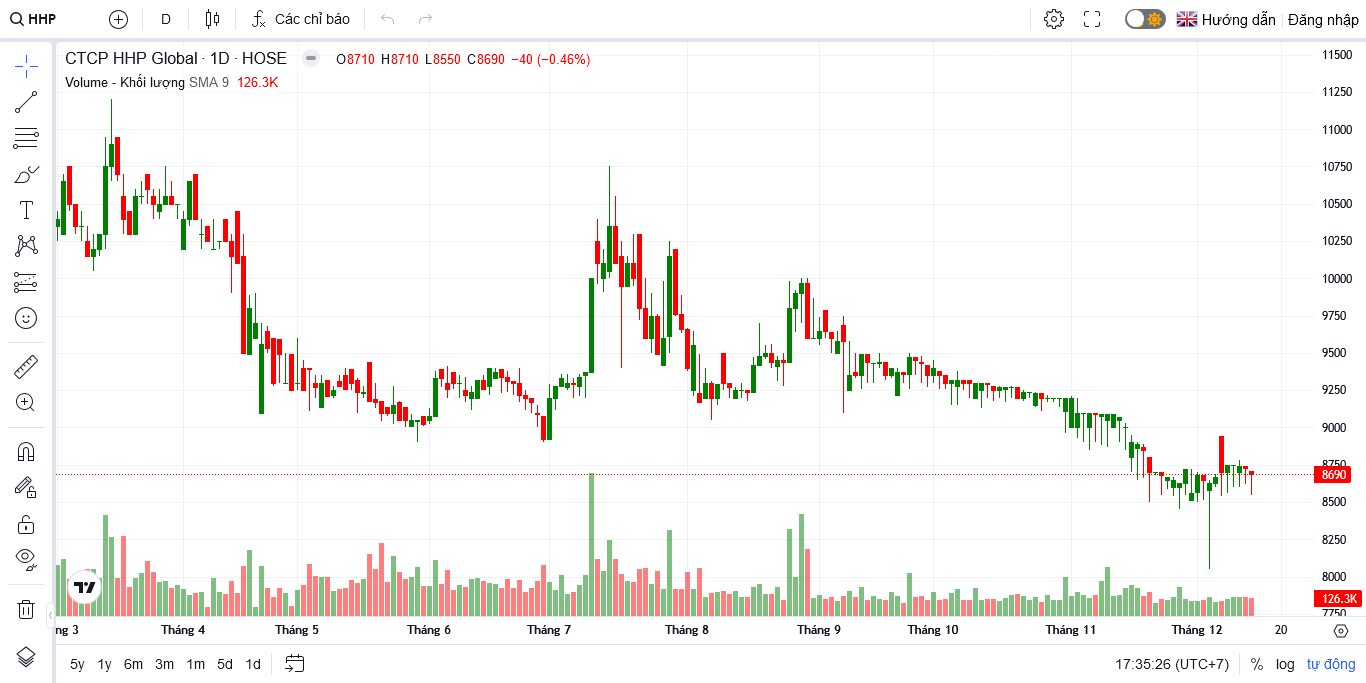 HHP D Các chỉ báo Hướng dẫn Đăng nhập
CTCP HHP Global · 1D · HOSE O8710 H8710 L8550 C8690 −40 (−0.46%)
Volume - Khối lượng SMA 9 126.3K
11500
11250
11000
10750
10500
10250
10000
9750
9500
9250
9000
8750
8690
8500
8250
8000
126.3K
7750
ng 3 Tháng 4 Tháng 5 Tháng 6 Tháng 7 Tháng 8 Tháng 9 Tháng 10 Tháng 11 Tháng 12 20
5y 1y 6m 3m 1m 5d 1d 17:35:26 (UTC+7) % log tự động